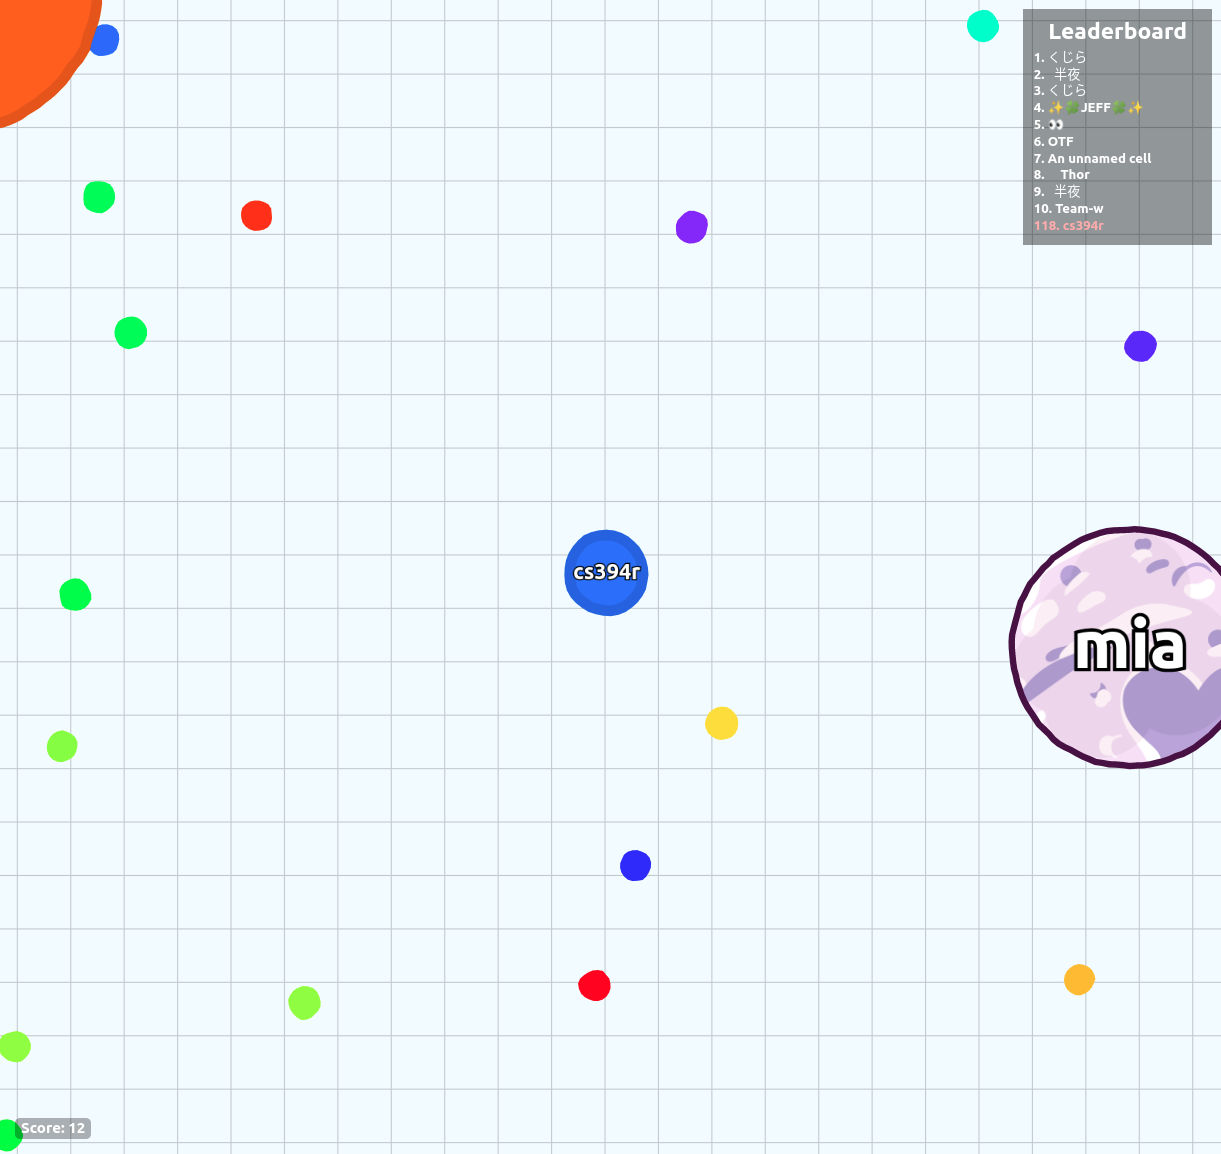 Leaderboard
1. くじら
2. 半夜
3. くじら
4. ✨🍀JEFF🍀✨
5. 👀
6. OTF
7. An unnamed cell
8. Thor
9. 半夜
10. Team-w
118. cs394r
cs394r
mia
Score: 12